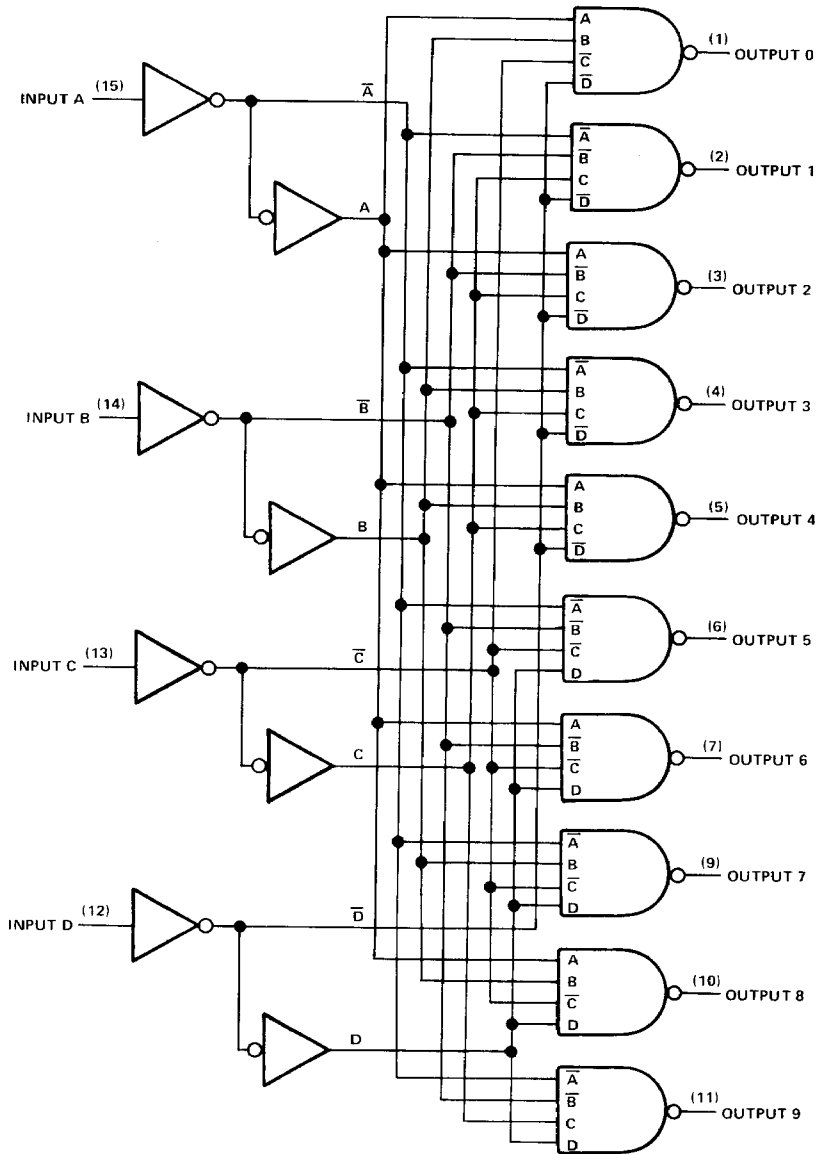 A
B
C̅
D̅
(1)
OUTPUT 0
INPUT A
(15)
A̅
A̅
B̅
C
D̅
(2)
OUTPUT 1
A
A
B̅
C
D̅
(3)
OUTPUT 2
A̅
B
C
D̅
(4)
OUTPUT 3
INPUT B
(14)
B̅
A
B
C
D̅
(5)
OUTPUT 4
B
A̅
B̅
C̅
D
(6)
OUTPUT 5
INPUT C
(13)
C̅
A
B̅
C̅
D
(7)
OUTPUT 6
C
A̅
B
C̅
D
(9)
OUTPUT 7
INPUT D
(12)
D̅
A
B
C̅
D
(10)
OUTPUT 8
D
A̅
B̅
C
D
(11)
OUTPUT 9